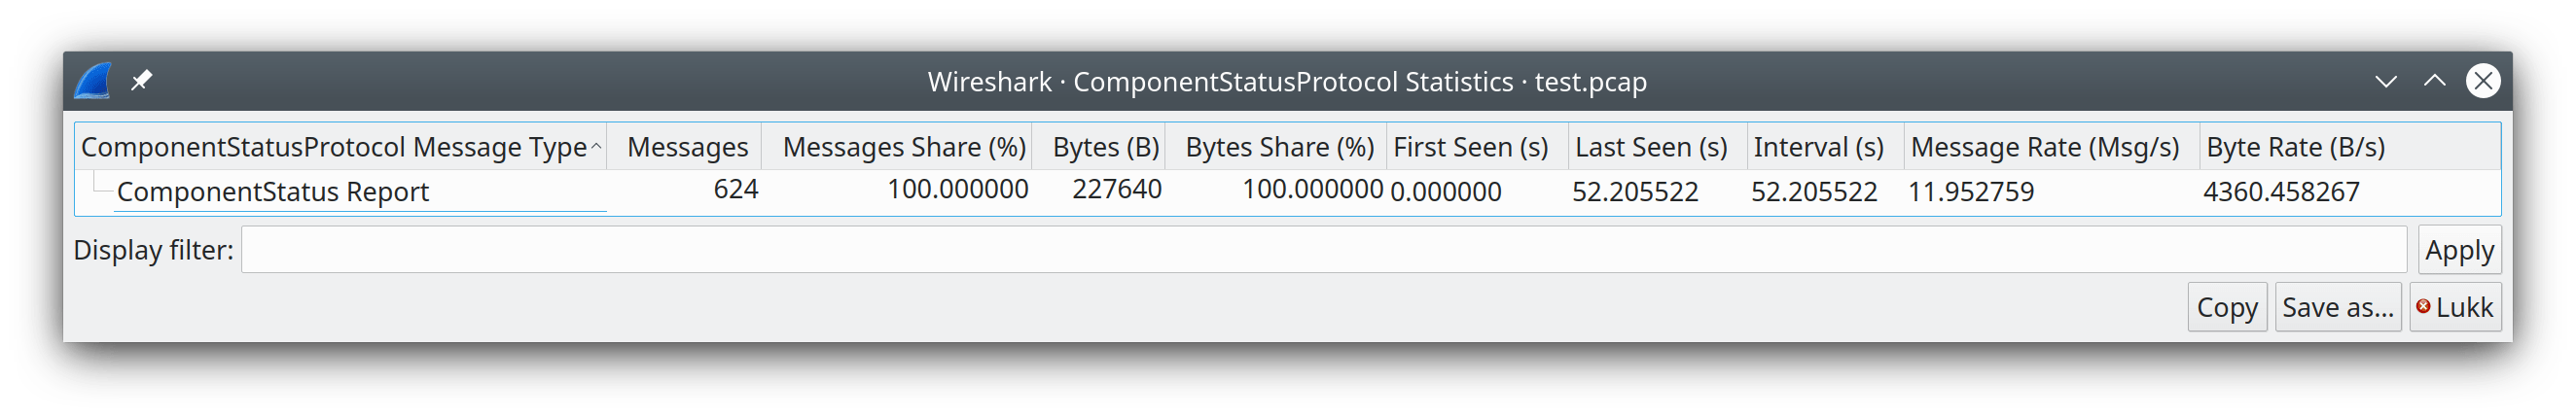 Wireshark · ComponentStatusProtocol Statistics · test.pcap
ComponentStatusProtocol Message Type Messages Messages Share (%) Bytes (B) Bytes Share (%) First Seen (s) Last Seen (s) Interval (s) Message Rate (Msg/s) Byte Rate (B/s)
ComponentStatus Report 624 100.000000 227640 100.000000 0.000000 52.205522 52.205522 11.952759 4360.458267
Display filter: Apply
Copy Save as... Lukk